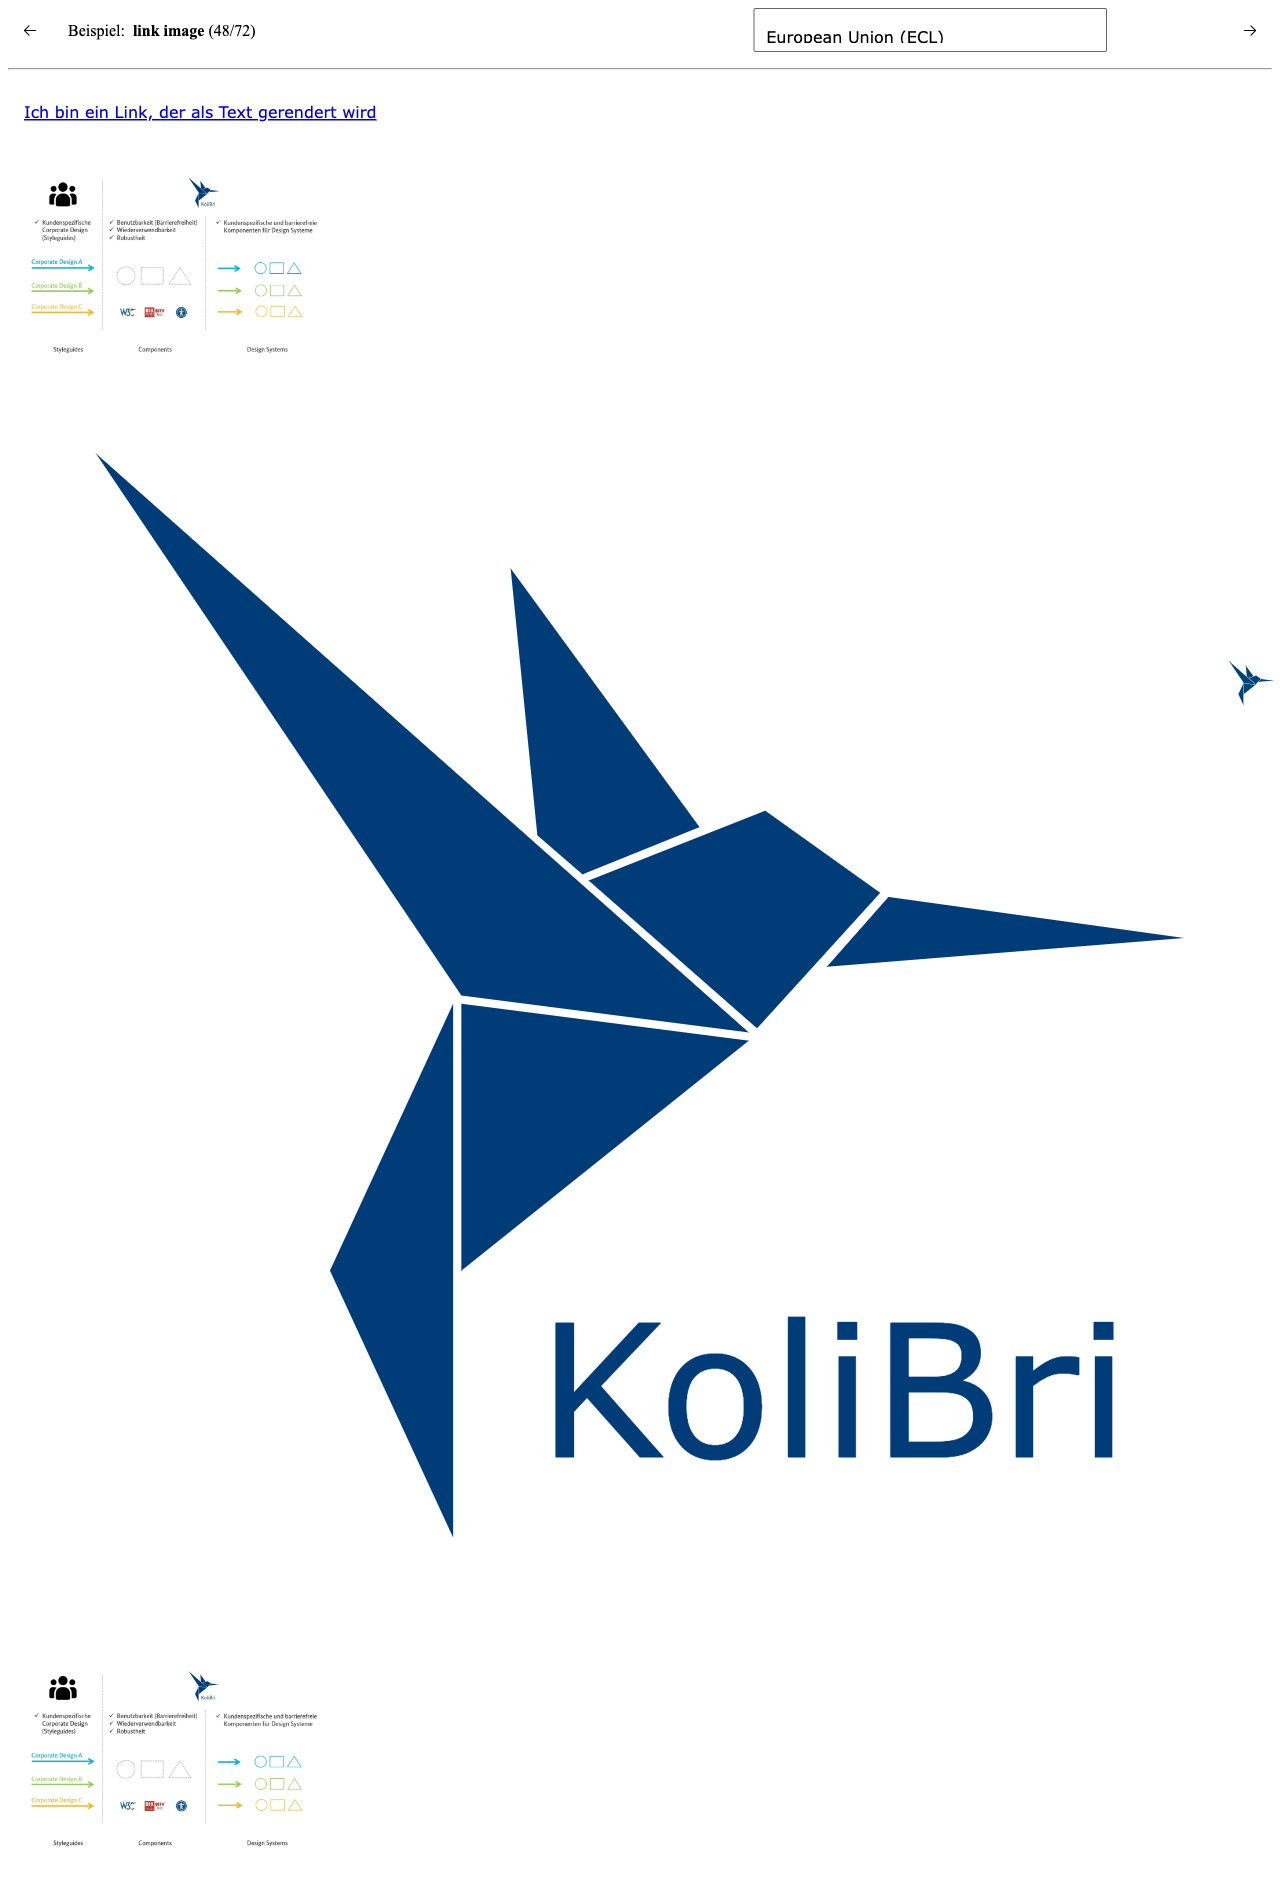 Beispiel: link image (48/72)
European Union (ECL)
Ich bin ein Link, der als Text gerendert wird
KoliBri
✓ Kundenspezifische
Corporate Design
(Styleguides)
✓ Benutzbarkeit (Barrierefreiheit)
✓ Wiederverwendbarkeit
✓ Robustheit
✓ Kundenspezifische und barrierefreie
Komponenten für Design Systeme
Corporate Design A
Corporate Design B
Corporate Design C
W3C
BIK BITV
Styleguides
Components
Design Systems
KoliBri
KoliBri
✓ Kundenspezifische
Corporate Design
(Styleguides)
✓ Benutzbarkeit (Barrierefreiheit)
✓ Wiederverwendbarkeit
✓ Robustheit
✓ Kundenspezifische und barrierefreie
Komponenten für Design Systeme
Corporate Design A
Corporate Design B
Corporate Design C
W3C
BIK BITV
Styleguides
Components
Design Systems